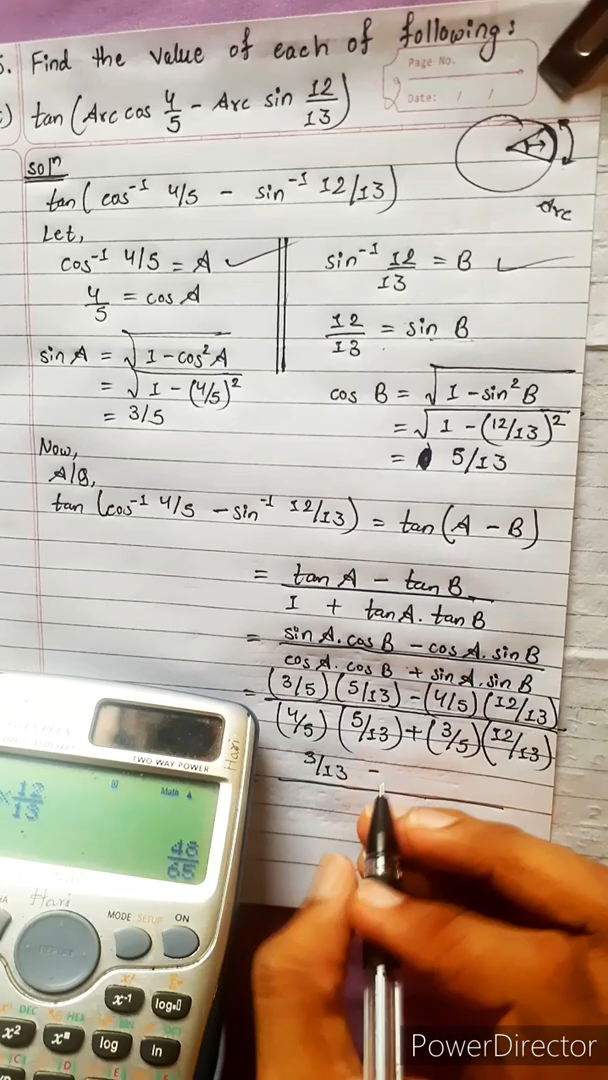 5. Find the value of each of following:
Page No.
Date: / /
tan (Arc cos 4/5 - Arc sin 12/13)
Arc
solⁿ
tan( cos⁻¹ 4/5 - sin⁻¹ 12/13)
Let,
cos⁻¹ 4/5 = A ✓
4/5 = cos A
sin A = √(1-cos²A)
= √(1 - (4/5)²)
= 3/5
sin⁻¹ 12/13 = B ✓
12/13 = sin B
cos B = √(1-sin²B)
= √(1 - (12/13)²)
= 5/13
Now,
A/Q,
tan (cos⁻¹ 4/5 - sin⁻¹ 12/13) = tan(A - B)
= (tan A - tan B)/(1 + tan A. tan B)
= (sin A. cos B - cos A. sin B)/(cos A. cos B + sin A. sin B)
= ((3/5) (5/13) - (4/5) (12/13))/((4/5) (5/13) + (3/5)(12/13))
3/13 -
TWO WAY POWER
Hari
Math ▲
×12/13
48/65
Hari
MODE SETUP ON
REPLAY
x⁻¹ log▯
x² x▪ log ln
PowerDirector